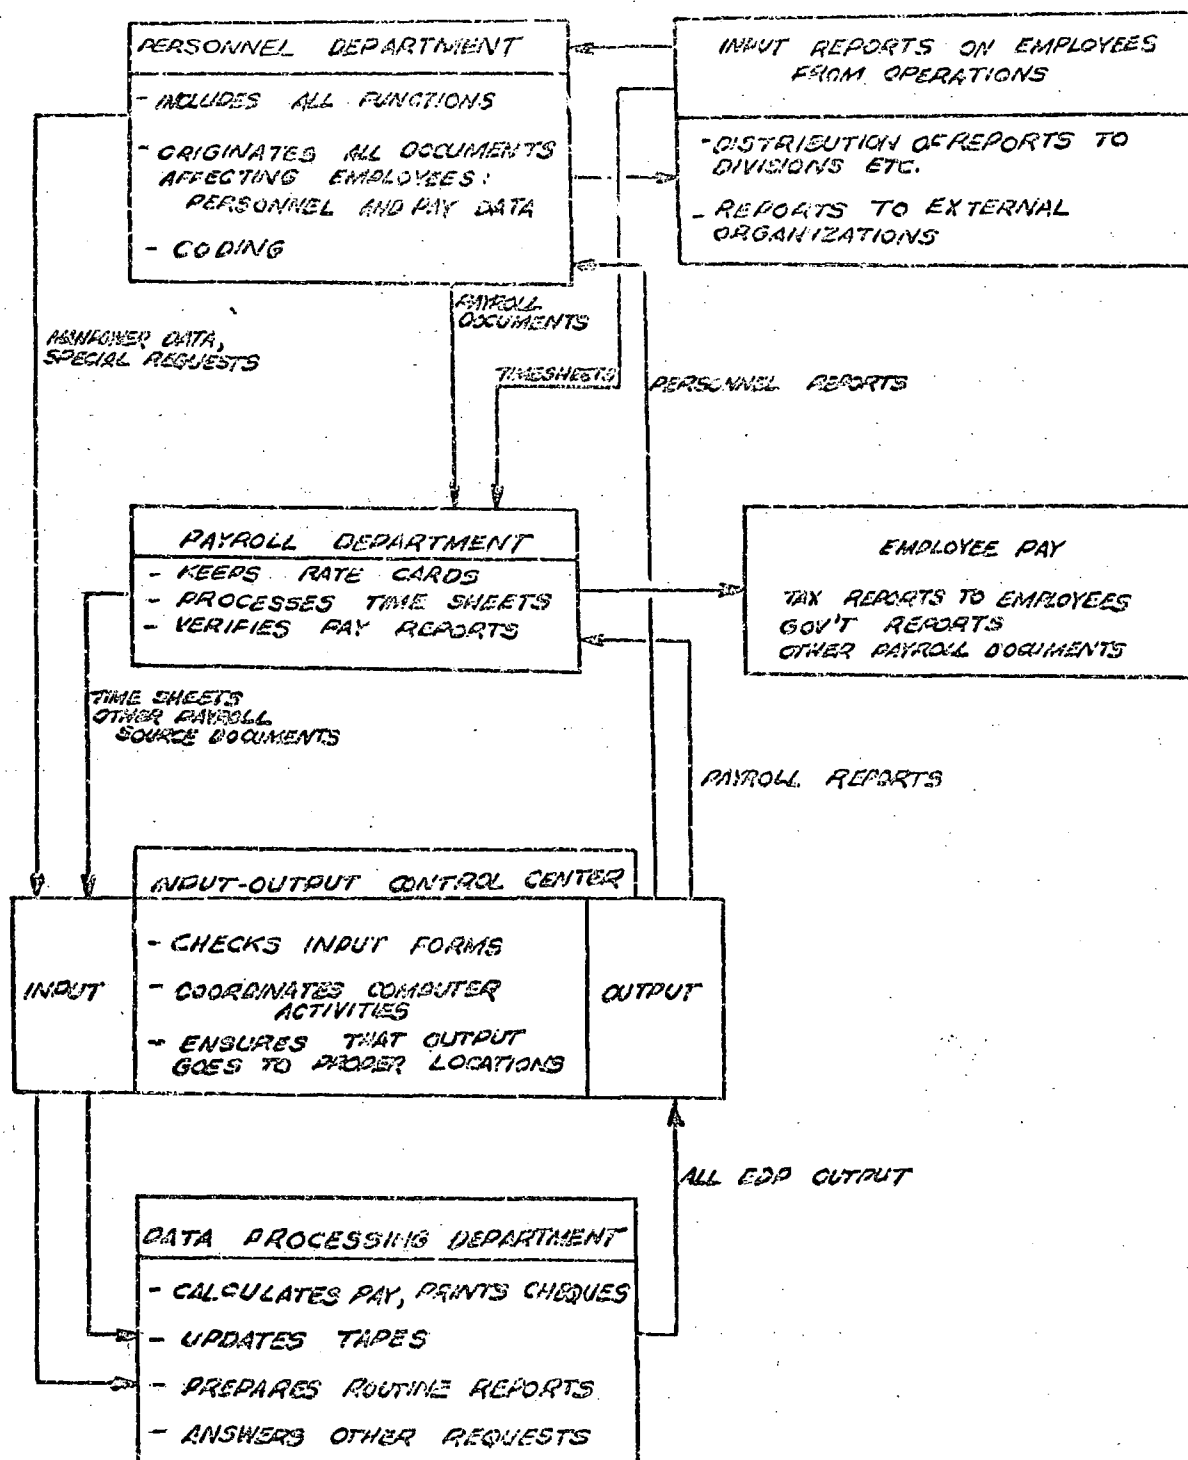 PERSONNEL DEPARTMENT
- INCLUDES ALL FUNCTIONS
- ORIGINATES ALL DOCUMENTS
AFFECTING EMPLOYEES:
PERSONNEL AND PAY DATA
- CODING
INPUT REPORTS ON EMPLOYEES
FROM OPERATIONS
- DISTRIBUTION OF REPORTS TO
DIVISIONS ETC.
- REPORTS TO EXTERNAL
ORGANIZATIONS
MANPOWER DATA,
SPECIAL REQUESTS
PAYROLL
DOCUMENTS
TIMESHEETS
PERSONNEL REPORTS
PAYROLL DEPARTMENT
- KEEPS RATE CARDS
- PROCESSES TIME SHEETS
- VERIFIES PAY REPORTS
EMPLOYEE PAY
TAX REPORTS TO EMPLOYEES
GOV'T REPORTS
OTHER PAYROLL DOCUMENTS
TIME SHEETS
OTHER PAYROLL
SOURCE DOCUMENTS
PAYROLL REPORTS
INPUT-OUTPUT CONTROL CENTER
INPUT
- CHECKS INPUT FORMS
- COORDINATES COMPUTER
ACTIVITIES
- ENSURES THAT OUTPUT
GOES TO PROPER LOCATIONS
OUTPUT
ALL EDP OUTPUT
DATA PROCESSING DEPARTMENT
- CALCULATES PAY, PRINTS CHEQUES
- UPDATES TAPES
- PREPARES ROUTINE REPORTS
- ANSWERS OTHER REQUESTS